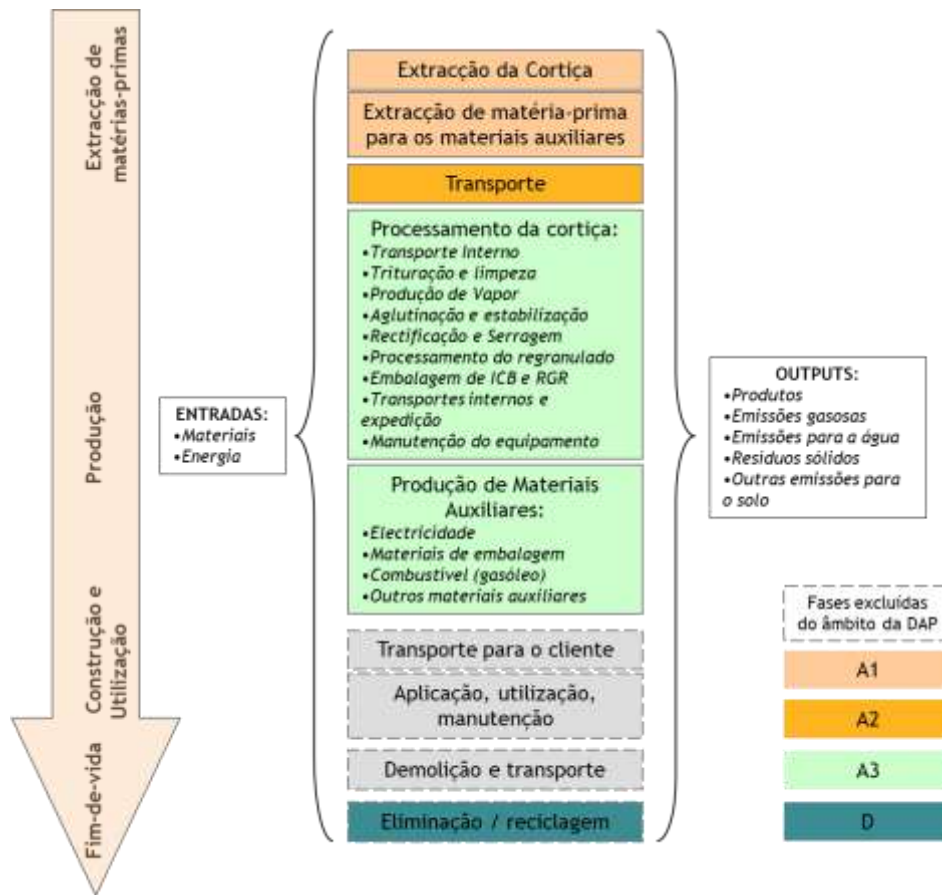 Extracção de
matérias-primas
Produção
Construção e
Utilização
Fim-de-vida
ENTRADAS:
•Materiais
•Energia
Extracção da Cortiça
Extracção de matéria-prima
para os materiais auxiliares
Transporte
Processamento da cortiça:
•Transporte Interno
•Trituração e limpeza
•Produção de Vapor
•Aglutinação e estabilização
•Rectificação e Serragem
•Processamento do regranulado
•Embalagem de ICB e RGR
•Transportes internos e
expedição
•Manutenção do equipamento
Produção de Materiais
Auxiliares:
•Electricidade
•Materiais de embalagem
•Combustível (gasóleo)
•Outros materiais auxiliares
Transporte para o cliente
Aplicação, utilização,
manutenção
Demolição e transporte
Eliminação / reciclagem
OUTPUTS:
•Produtos
•Emissões gasosas
•Emissões para a água
•Resíduos sólidos
•Outras emissões para
o solo
Fases excluídas
do âmbito da DAP
A1
A2
A3
D